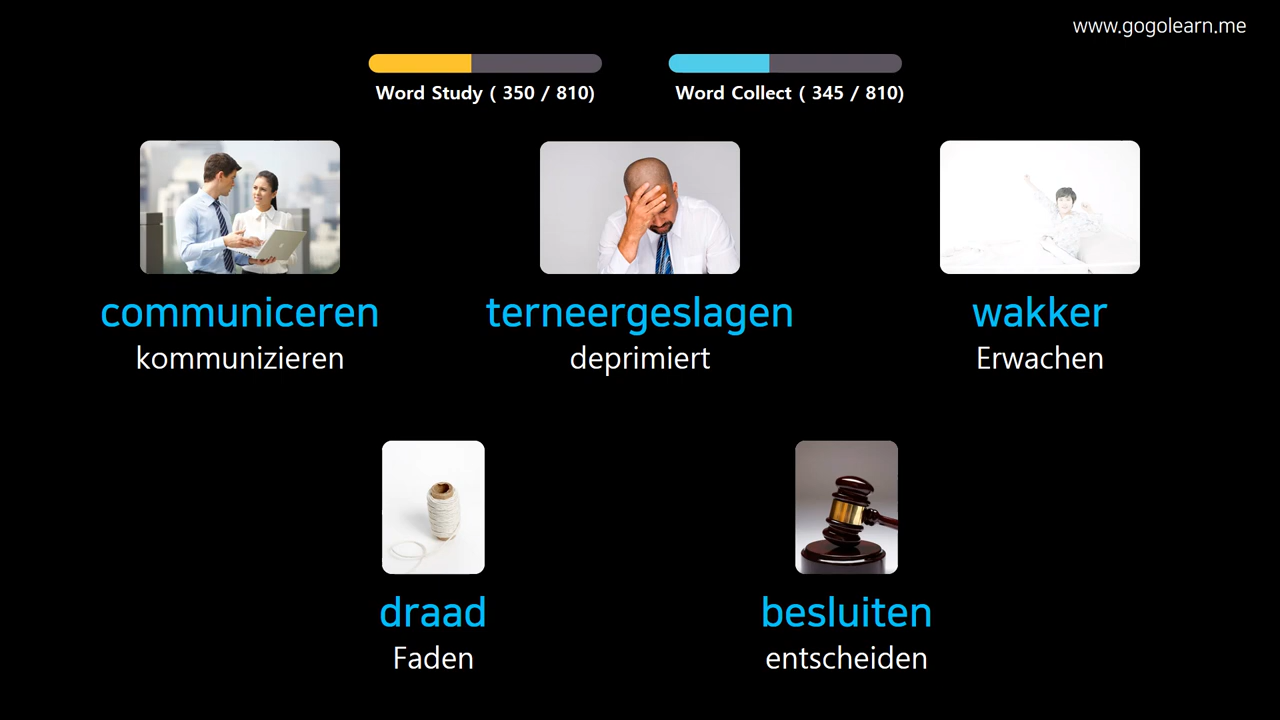 www.gogolearn.me
Word Study ( 350 / 810)
Word Collect ( 345 / 810)
communiceren
kommunizieren
terneergeslagen
deprimiert
wakker
Erwachen
draad
Faden
besluiten
entscheiden